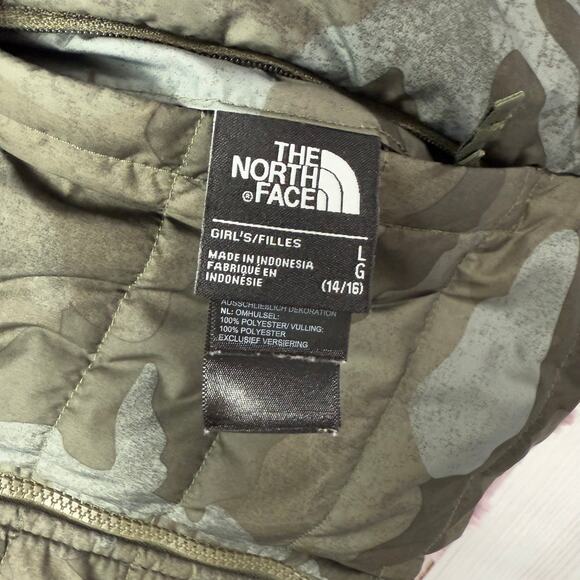 THE
NORTH
® FACE
GIRL'S/FILLES
MADE IN INDONESIA
FABRIQUÉ EN
INDONÉSIE
L
G
(14/16)
AUSSCHLIEßLICH DEKORATION
NL: OMHULSEL:
100% POLYESTER/ VULLING:
100% POLYESTER
EXCLUSIEF VERSIERING